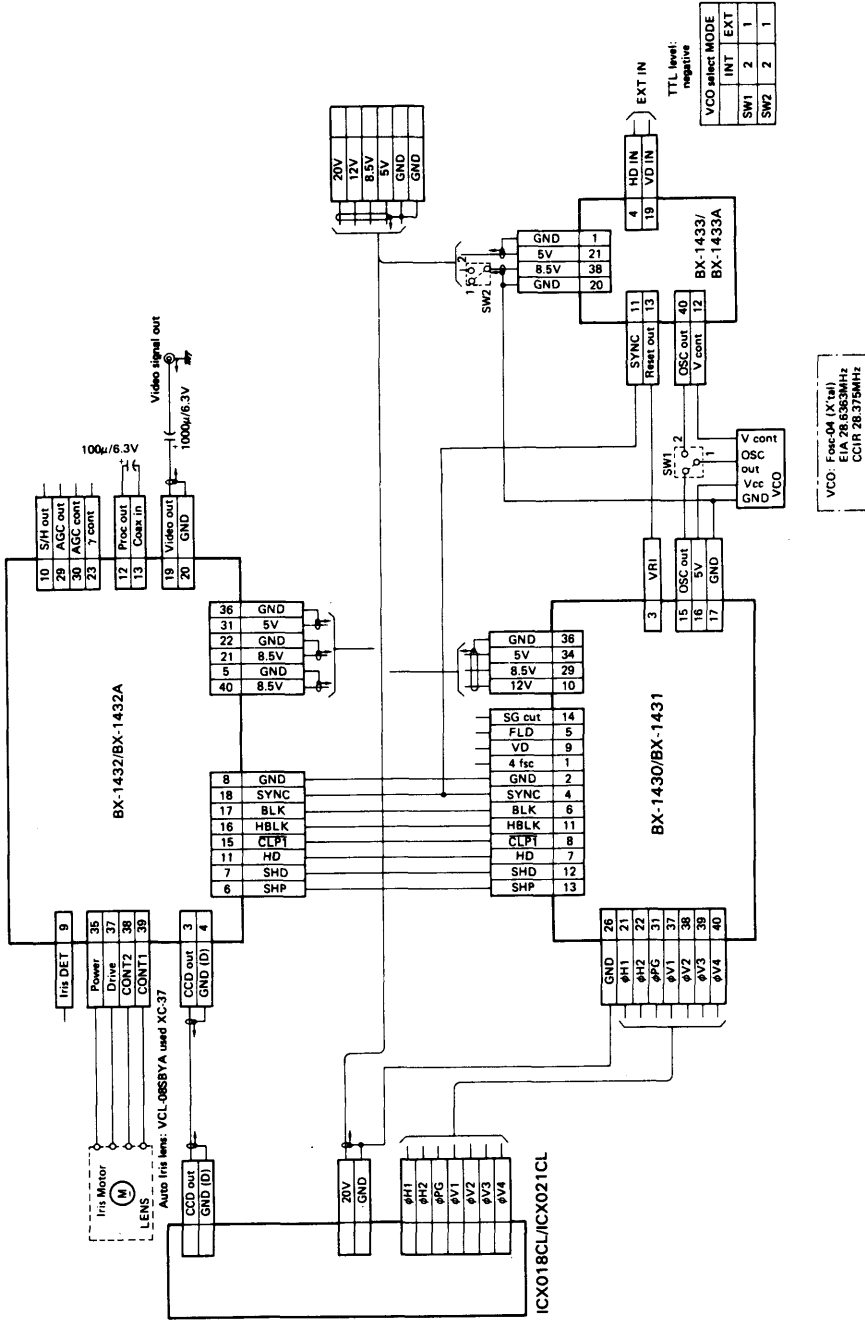 S/H out 10
AGC out 29
AGC cont 30
γ cont 23
Proc out 12
Coax in 13
Video out 19
GND 20
100μ/6.3V
+
Video signal out
+ 1000μ/6.3V
BX-1432/BX-1432A
36 GND
31 5V
22 GND
21 8.5V
5 GND
40 8.5V
8 GND
18 SYNC
17 BLK
16 HBLK
15 CLP1
11 HD
7 SHD
6 SHP
Iris DET 9
Power 35
Drive 37
CONT2 38
CONT1 39
CCD out 3
GND (D) 4
Iris Motor
M
LENS
Auto Iris lens: VCL-08SBYA used XC-37
CCD out
GND (D)
20V
GND
φH1
φH2
φPG
φV1
φV2
φV3
φV4
ICX018CL/ICX021CL
20V
12V
8.5V
5V
GND
GND
GND 36
5V 34
8.5V 29
12V 10
SG cut 14
FLD 5
VD 9
4 fsc 1
GND 2
SYNC 4
BLK 6
HBLK 11
CLP1 8
HD 7
SHD 12
SHP 13
BX-1430/BX-1431
GND 26
φH1 21
φH2 22
φPG 31
φV1 37
φV2 38
φV3 39
φV4 40
3 VRI
15 OSC out
16 5V
17 GND
SW1
2
1
V cont
OSC out
Vcc
GND
VCO
VCO: Fosc-04 (X'tal)
EIA 28.6363MHz
CCIR 28.375MHz
SW2
1
2
GND 1
5V 21
8.5V 38
GND 20
SYNC 11
Reset out 13
OSC out 40
V cont 12
4 HD IN
19 VD IN
EXT IN
BX-1433/
BX-1433A
TTL level:
negative
VCO select MODE
INT EXT
SW1 2 1
SW2 2 1